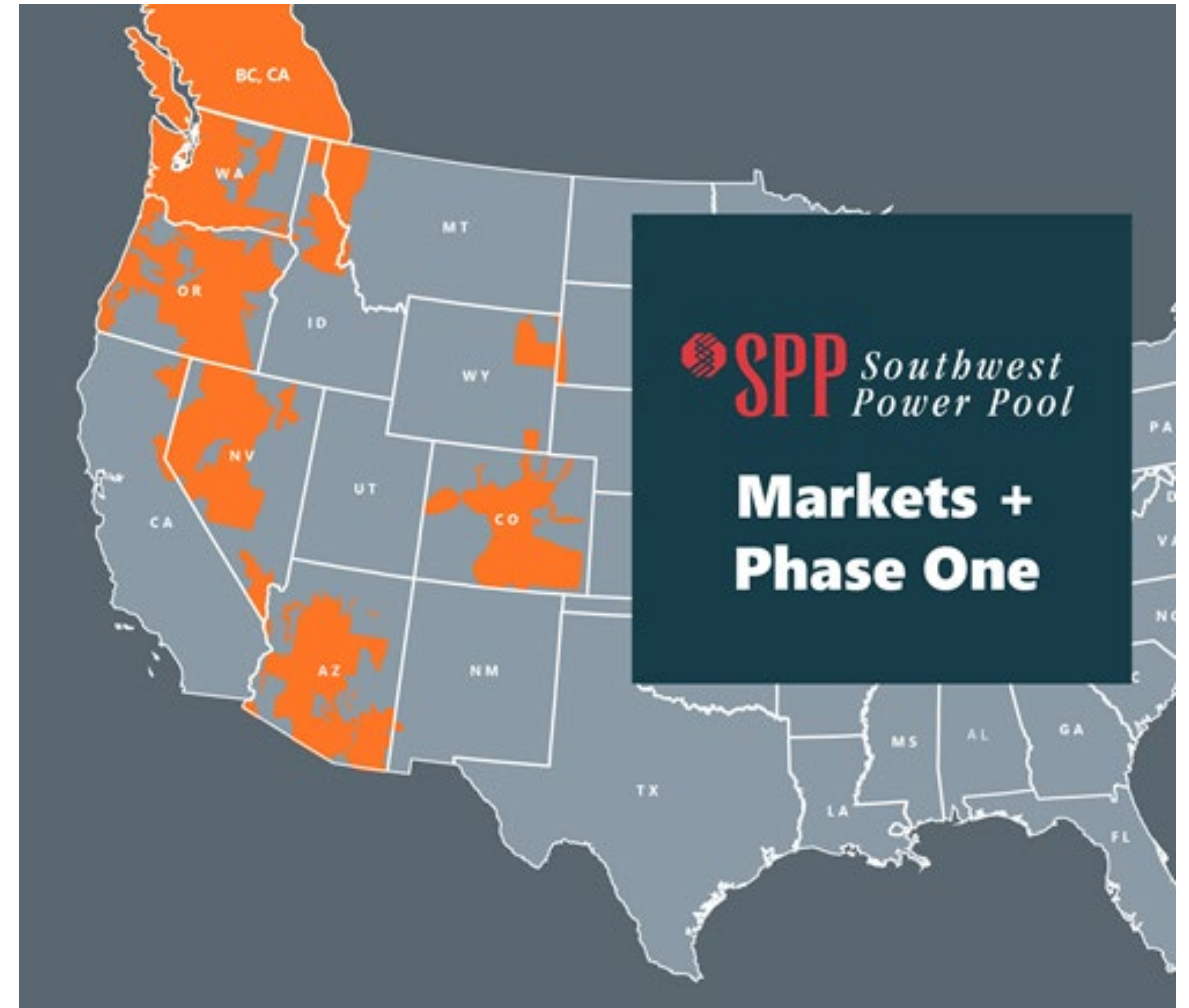 BC, CA
WA
MT
OR
ID
WY
SPP Southwest
Power Pool
PA
NV
UT
CO
CA
Markets +
Phase One
D
VA
NC
AZ
NM
C
MS
AL
GA
TX
LA
FL